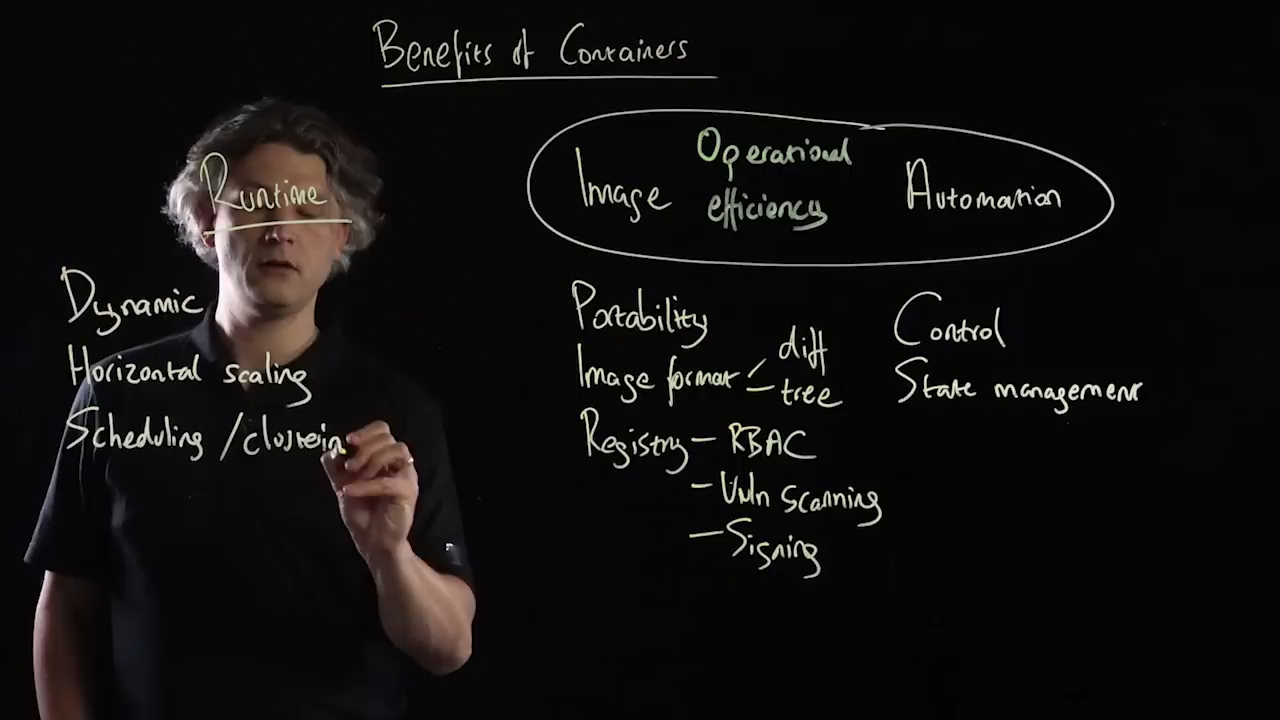 Benefits of Containers
Runtime
Dynamic
Horizontal scaling
Scheduling / clusterin
Image
Operational
efficiency
Automation
Portability
Image format
diff
tree
Registry - RBAC
- Vuln scanning
- Signing
Control
State management